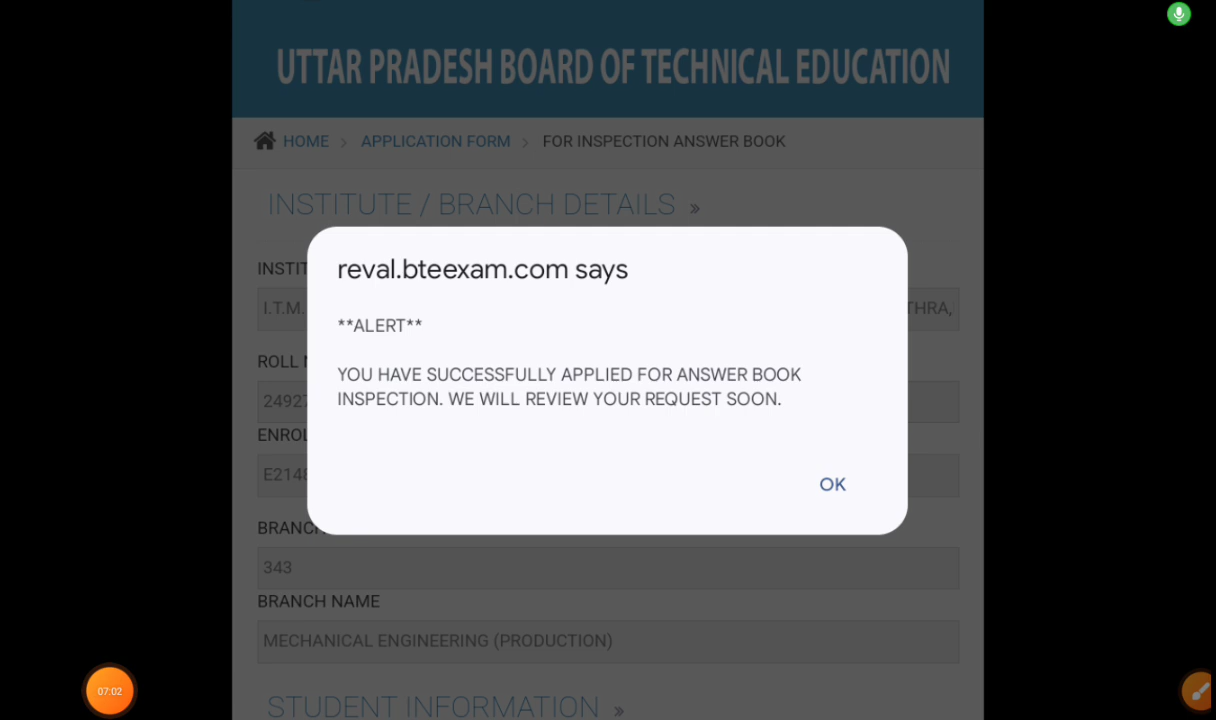 UTTAR PRADESH BOARD OF TECHNICAL EDUCATION
HOME > APPLICATION FORM > FOR INSPECTION ANSWER BOOK
INSTITUTE / BRANCH DETAILS »
reval.bteexam.com says
**ALERT**
YOU HAVE SUCCESSFULLY APPLIED FOR ANSWER BOOK
INSPECTION. WE WILL REVIEW YOUR REQUEST SOON.
OK
I.T.M.
343
BRANCH NAME
MECHANICAL ENGINEERING (PRODUCTION)
STUDENT INFORMATION »
07:02